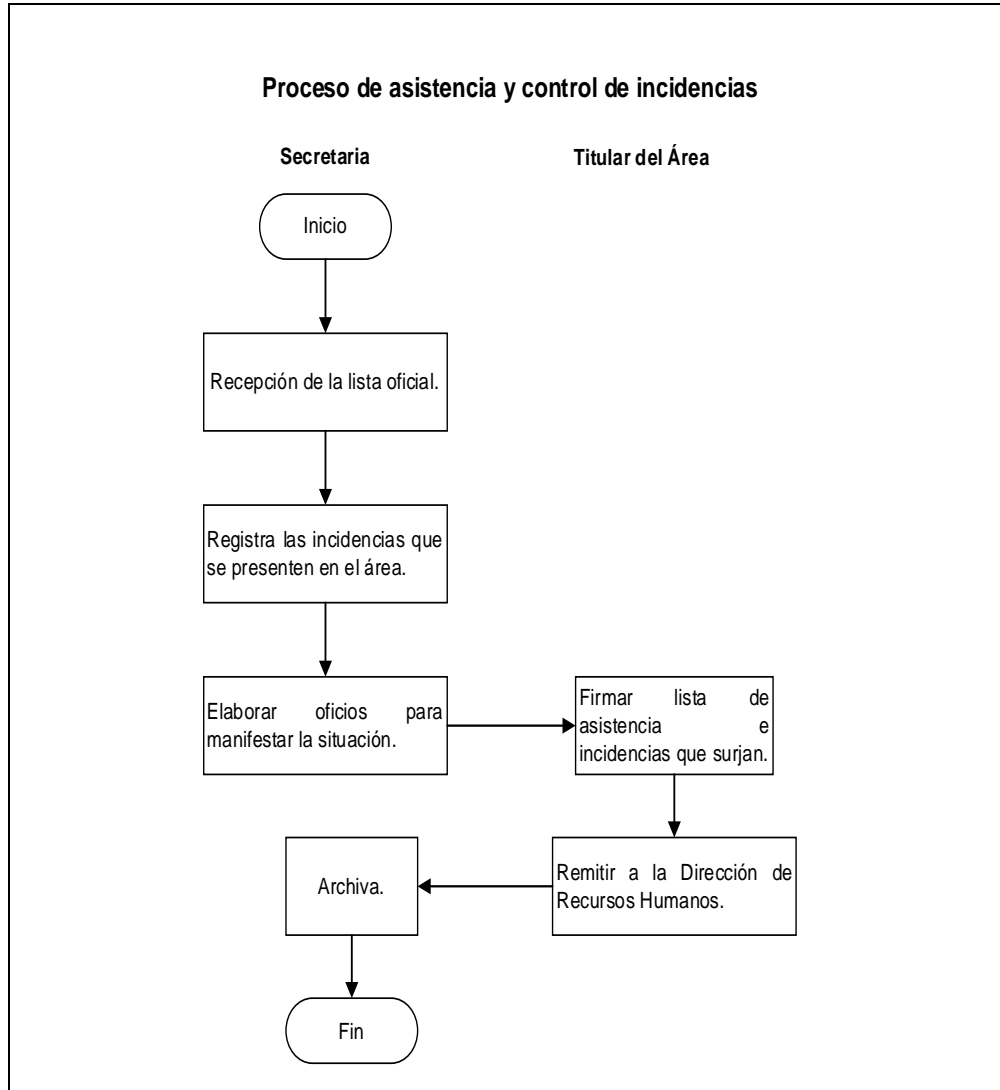 Proceso de asistencia y control de incidencias
Secretaria
Titular del Área
Inicio
Recepción de la lista oficial.
Registra las incidencias que
se presenten en el área.
Elaborar oficios para
manifestar la situación.
Firmar lista de
asistencia e
incidencias que surjan.
Remitir a la Dirección de
Recursos Humanos.
Archiva.
Fin